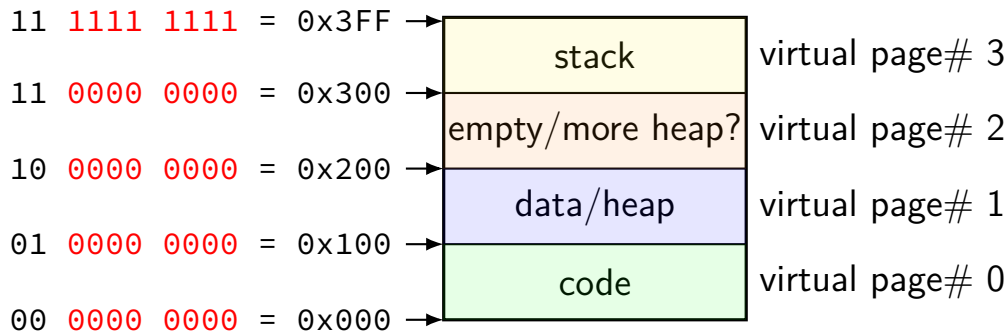 11 1111 1111 = 0x3FF
stack
virtual page# 3
11 0000 0000 = 0x300
empty/more heap?
virtual page# 2
10 0000 0000 = 0x200
data/heap
virtual page# 1
01 0000 0000 = 0x100
code
virtual page# 0
00 0000 0000 = 0x000